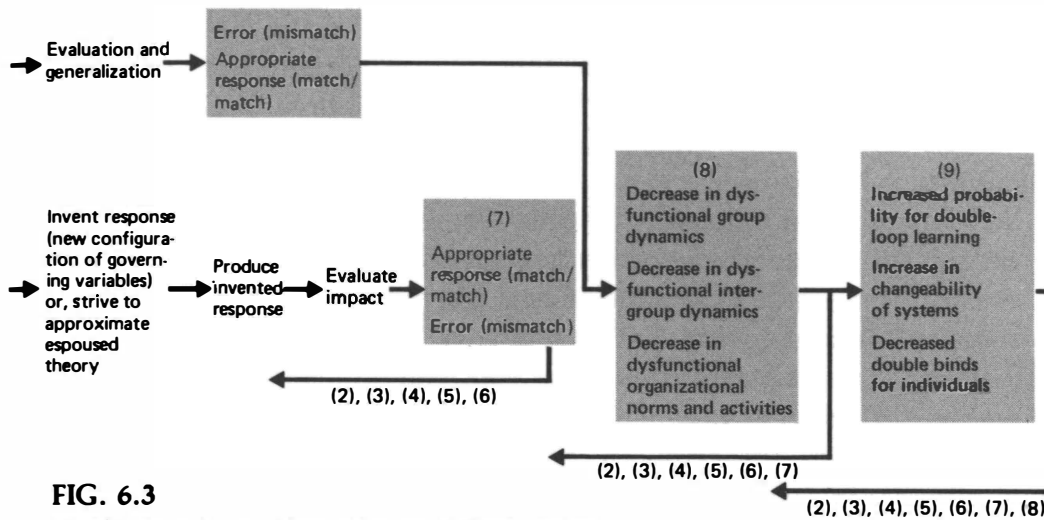 Evaluation and
generalization
Error (mismatch)
Appropriate
response (match/
match)
Invent response
(new configura-
tion of govern-
ing variables)
or, strive to
approximate
espoused
theory
Produce
invented
response
Evaluate
impact
(7)
Appropriate
response (match/
match)
Error (mismatch)
(2), (3), (4), (5), (6)
(8)
Decrease in dys-
functional group
dynamics
Decrease in dys-
functional inter-
group dynamics
Decrease in
dysfunctional
organizational
norms and activities
(2), (3), (4), (5), (6), (7)
(9)
Increased probabi-
lity for double-
loop learning
Increase in
changeability
of systems
Decreased
double binds
for individuals
(2), (3), (4), (5), (6), (7), (8)
FIG. 6.3